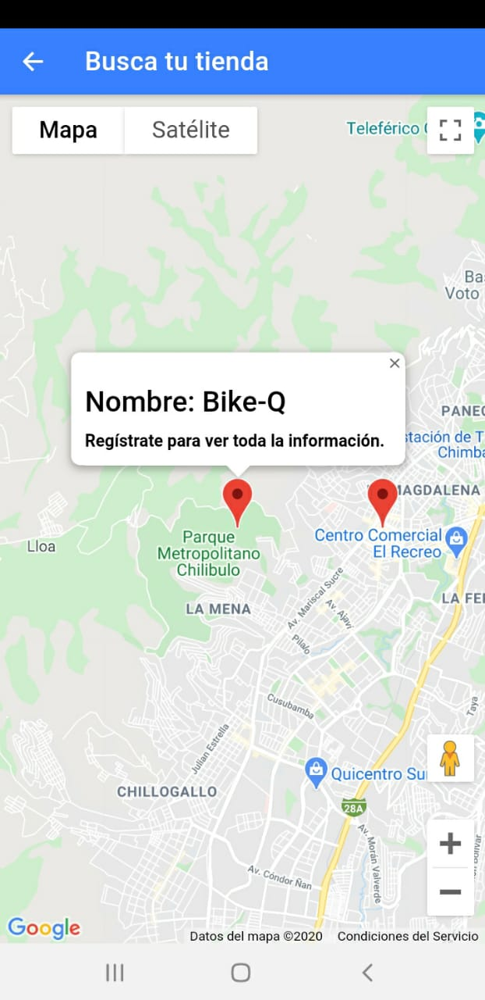 Busca tu tienda
Mapa
Satélite
Teleférico
Ba
Voto
Nombre: Bike-Q
Regístrate para ver toda la información.
PANEC
stación de T
Chimba
MAGDALENA
Centro Comercial
El Recreo
Parque
Metropolitano
Chilibulo
Lloa
LA MENA
Av. Mariscal Sucre
Av. Ajaví
LA FE
Pilalo
Cusubamba
Taya
Julian Estrella
Quicentro Su
CHILLOGALLO
28A
Av. Morán Valverde
Av. Cóndor Ñan
Google
Datos del mapa ©2020
Condiciones del Servicio